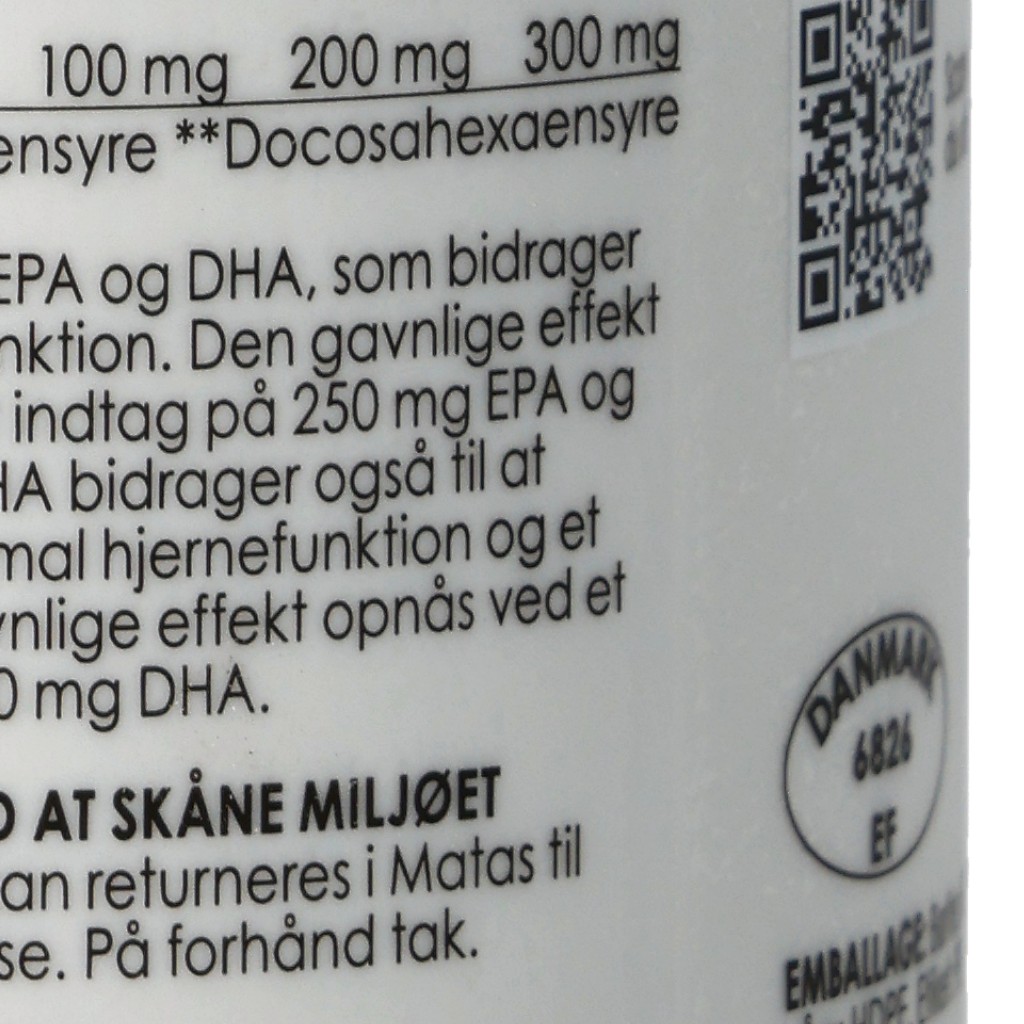 100 mg 200 mg 300 mg
ensyre **Docosahexaensyre
EPA og DHA, som bidrager
nktion. Den gavnlige effekt
indtag på 250 mg EPA og
HA bidrager også til at
mal hjernefunktion og et
vnlige effekt opnås ved et
0 mg DHA.
D AT SKÅNE MILJØET
an returneres i Matas til
se. På forhånd tak.
DANMARK
6826
EF
EMBALLAGE:
HDPE.